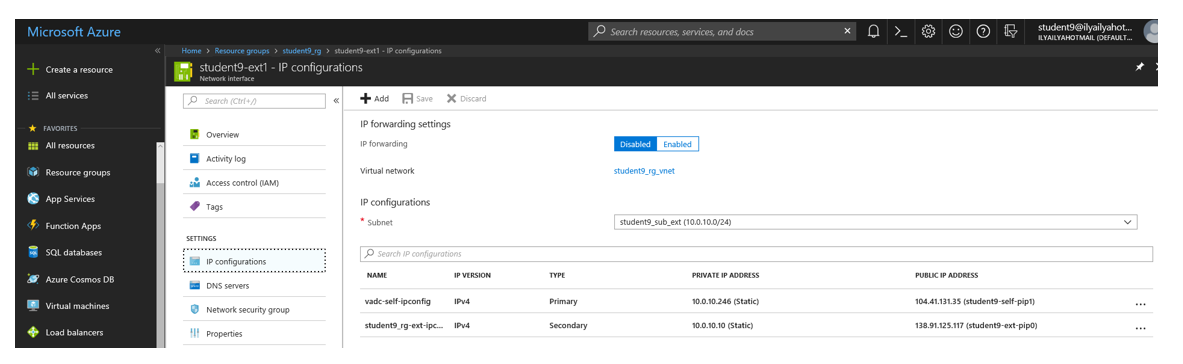 Microsoft Azure
Search resources, services, and docs
student9@ilyailyahot...
ILYAILYAHOTMAIL (DEFAULT...
Home > Resource groups > student9_rg > student9-ext1 - IP configurations
student9-ext1 - IP configurations
Network interface
Create a resource
All services
FAVORITES
All resources
Resource groups
App Services
Function Apps
SQL databases
Azure Cosmos DB
Virtual machines
Load balancers
Search (Ctrl+/)
Overview
Activity log
Access control (IAM)
Tags
SETTINGS
IP configurations
DNS servers
Network security group
Properties
Add Save Discard
IP forwarding settings
IP forwarding Disabled Enabled
Virtual network student9_rg_vnet
IP configurations
* Subnet student9_sub_ext (10.0.10.0/24)
Search IP configurations
NAME IP VERSION TYPE PRIVATE IP ADDRESS PUBLIC IP ADDRESS
vadc-self-ipconfig IPv4 Primary 10.0.10.246 (Static) 104.41.131.35 (student9-self-pip1) ...
student9_rg-ext-ipc... IPv4 Secondary 10.0.10.10 (Static) 138.91.125.117 (student9-ext-pip0) ...